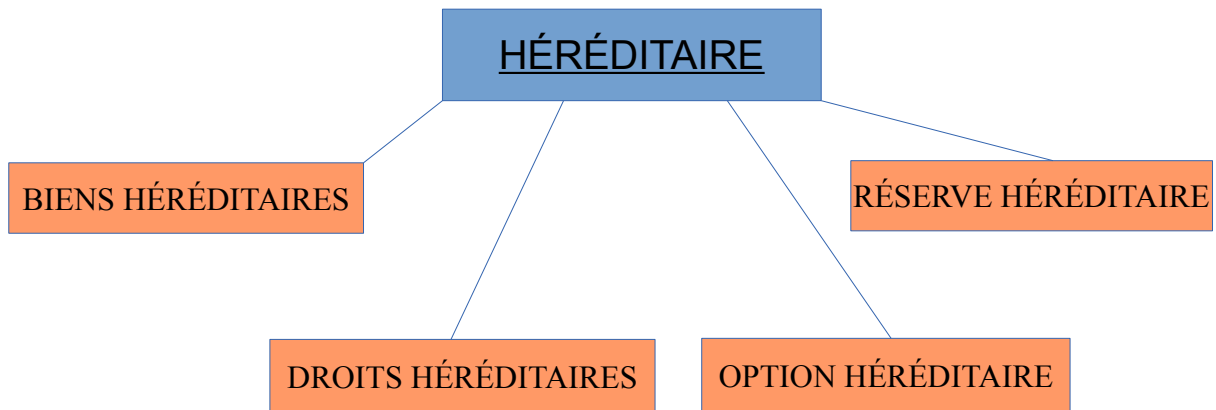 HÉRÉDITAIRE
BIENS HÉRÉDITAIRES
RÉSERVE HÉRÉDITAIRE
DROITS HÉRÉDITAIRES
OPTION HÉRÉDITAIRE